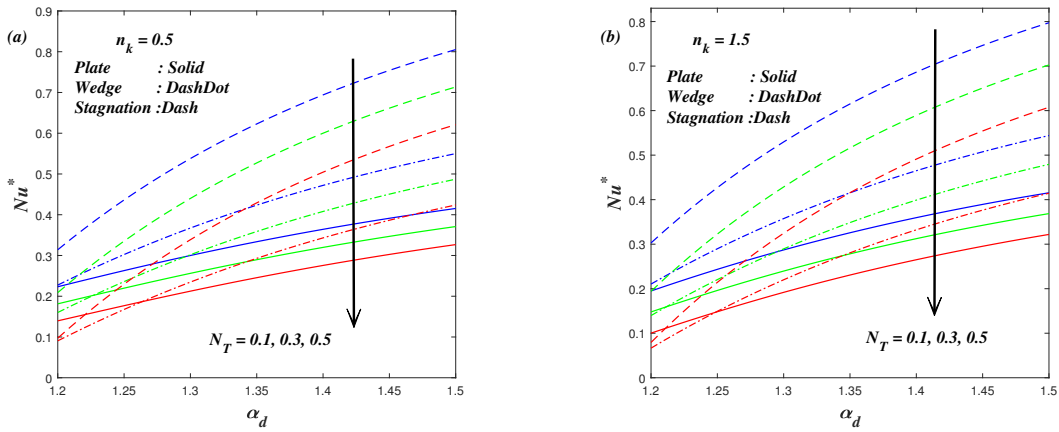 (a)
n_k = 0.5
Plate : Solid
Wedge : DashDot
Stagnation :Dash
N_T = 0.1, 0.3, 0.5
Nu*
0.9
0.8
0.7
0.6
0.5
0.4
0.3
0.2
0.1
0
1.2 1.25 1.3 1.35 1.4 1.45 1.5
α_d
(b)
n_k = 1.5
Plate : Solid
Wedge : DashDot
Stagnation :Dash
N_T = 0.1, 0.3, 0.5
Nu*
0.8
0.7
0.6
0.5
0.4
0.3
0.2
0.1
0
1.2 1.25 1.3 1.35 1.4 1.45 1.5
α_d